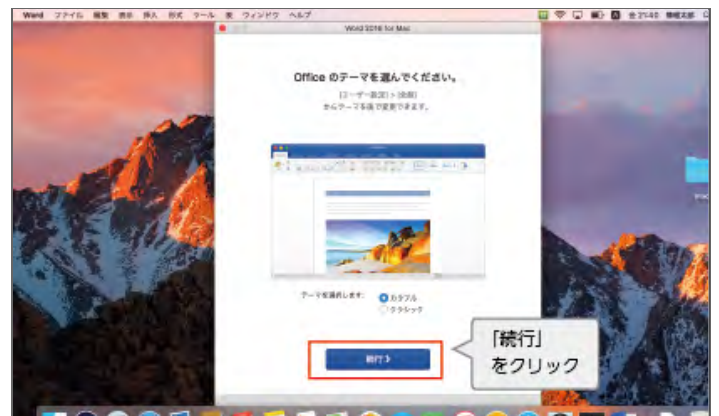 Word ファイル 編集 表示 挿入 形式 ツール 表 ウィンドウ ヘルプ
Word 2016 for Mac
Office のテーマを選んでください。
[ユーザー設定] > [全般]
からテーマを後で変更できます。
テーマを選択します: カラフル
クラシック
続行 >
「続行」
をクリック